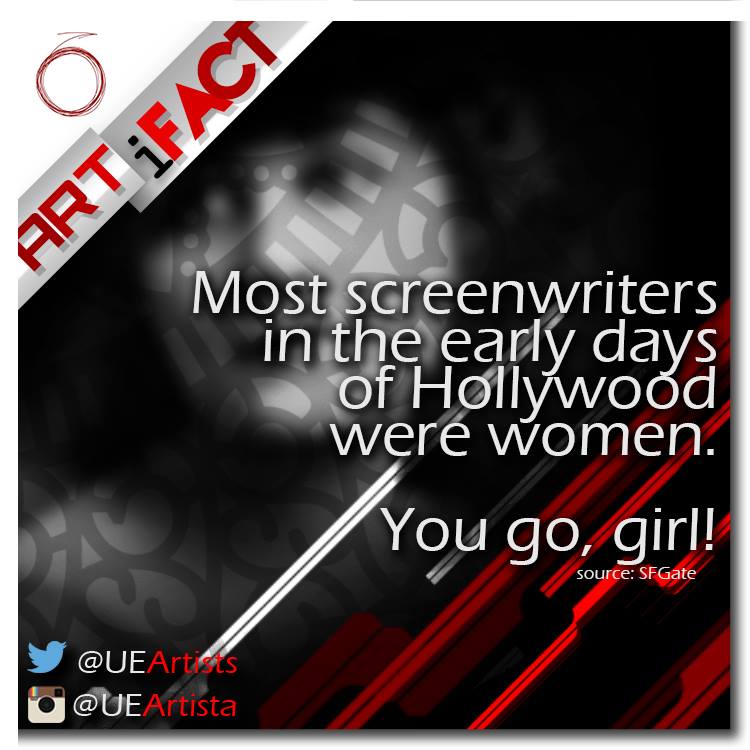 ART iFACT
Most screenwriters
in the early days
of Hollywood
were women.
You go, girl!
source: SFGate
@UEArtists
@UEArtista